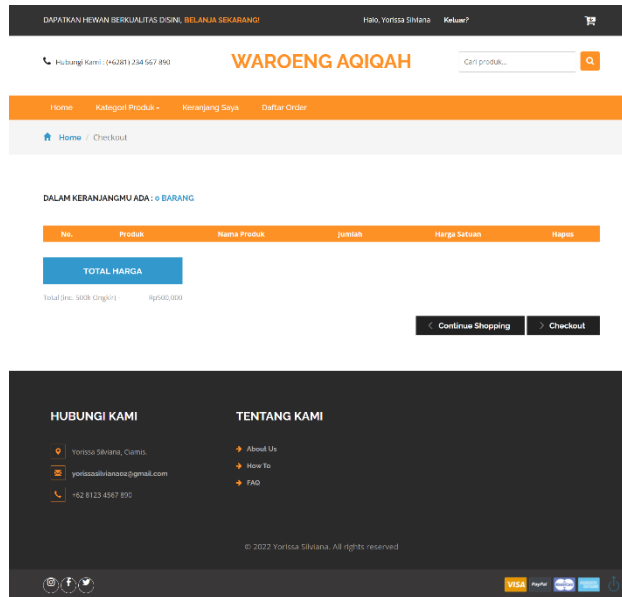 DAPATKAN HEWAN BERKUALITAS DISINI, BELANJA SEKARANG!
Halo, Yorissa Silviana Keluar?
Hubungi Kami : (+6281) 234 567 890
WAROENG AQIQAH
Cari produk...
Home Kategori Produk Keranjang Saya Daftar Order
Home / Checkout
DALAM KERANJANGMU ADA : 0 BARANG
No. Produk Nama Produk Jumlah Harga Satuan Hapus
TOTAL HARGA
Total (inc. 500k Ongkir) Rp500,000
Continue Shopping Checkout
HUBUNGI KAMI
Yorissa Silviana, Ciamis.
yorissasilviana02@gmail.com
+62 8123 4567 890
TENTANG KAMI
About Us
How To
FAQ
© 2022 Yorissa Silviana. All rights reserved
VISA PayPal